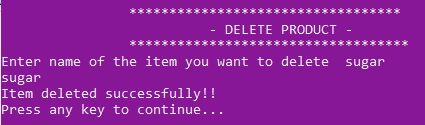 **********************************
- DELETE PRODUCT -
***********************************
Enter name of the item you want to delete  sugar
sugar
Item deleted successfully!!
Press any key to continue...